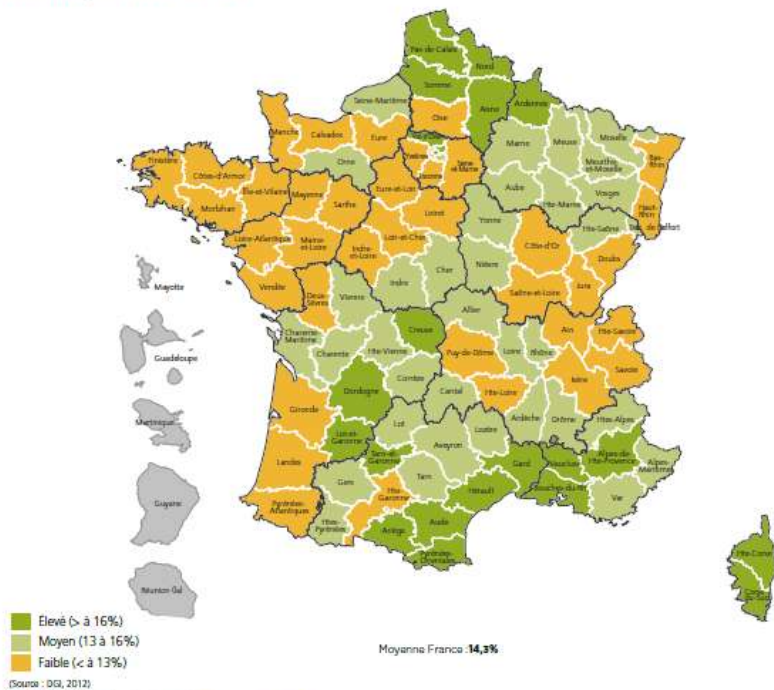 Pas-de-Calais
Nord
Somme
Seine-Maritime
Aisne
Ardennes
Oise
Manche
Calvados
Eure
Orne
Yvelines
Essonne
Seine-et-Marne
Marne
Meuse
Moselle
Meurthe-et-Moselle
Bas-Rhin
Finistère
Côtes-d'Armor
Ille-et-Vilaine
Mayenne
Sarthe
Eure-et-Loir
Aube
Hte-Marne
Vosges
Haut-Rhin
Morbihan
Loiret
Yonne
Hte-Saône
Loire-Atlantique
Maine-et-Loire
Indre-et-Loire
Loir-et-Cher
Côte-d'Or
Doubs
Cher
Nièvre
Mayotte
Vendée
Deux-Sèvres
Vienne
Indre
Saône-et-Loire
Jura
Allier
Charente-Maritime
Creuse
Ain
Hte-Savoie
Guadeloupe
Charente
Hte-Vienne
Puy-de-Dôme
Loire
Rhône
Corrèze
Isère
Savoie
Dordogne
Cantal
Hte-Loire
Martinique
Gironde
Ardèche
Drôme
Htes-Alpes
Lot
Lozère
Lot-et-Garonne
Aveyron
Tarn-et-Garonne
Gard
Vaucluse
Alpes-de-Hte-Provence
Alpes-Maritimes
Landes
Gers
Tarn
Hte-Garonne
Hérault
Bouches-du-Rh
Var
Guyane
Pyrénées-Atlantiques
Htes-Pyrénées
Ariège
Aude
Pyrénées-Orientales
Hte-Corse
Élevé (> à 16%)
Moyen (13 à 16%)
Faible (< à 13%)
Moyenne France :14,3%
(Source : DGI, 2012)